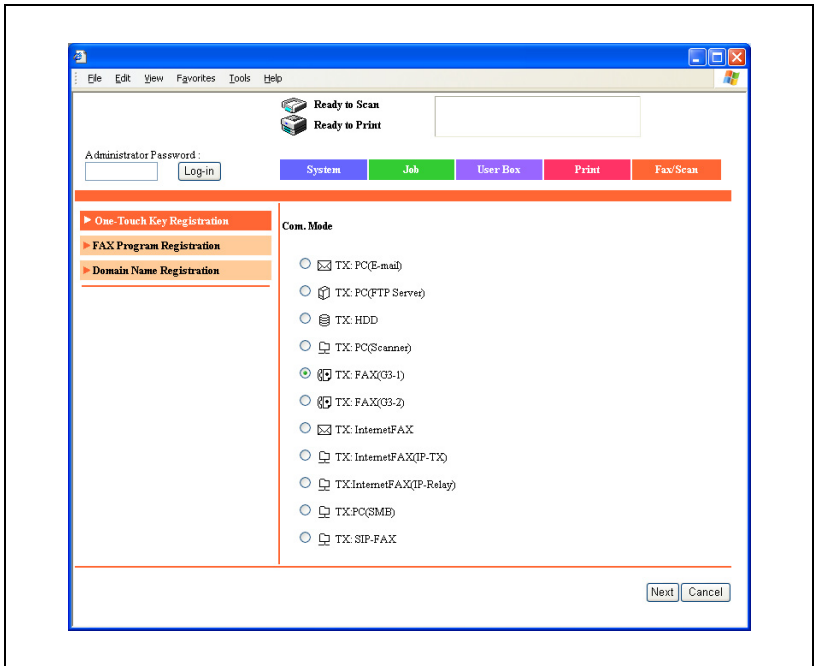 File Edit View Favorites Tools Help
Ready to Scan
Ready to Print
Administrator Password :
Log-in
System Job User Box Print Fax/Scan
One-Touch Key Registration
FAX Program Registration
Domain Name Registration
Com. Mode
TX: PC(E-mail)
TX: PC(FTP Server)
TX: HDD
TX: PC(Scanner)
TX: FAX(G3-1)
TX: FAX(G3-2)
TX: InternetFAX
TX: InternetFAX(IP-TX)
TX:InternetFAX(IP-Relay)
TX:PC(SMB)
TX: SIP-FAX
Next Cancel